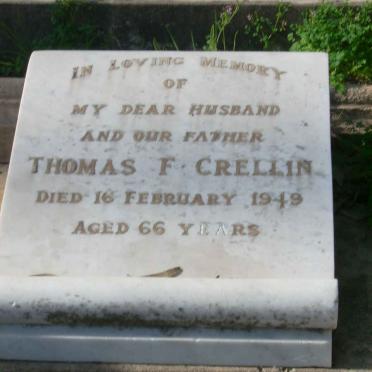 IN LOVING MEMORY
OF
MY DEAR HUSBAND
AND OUR FATHER
THOMAS F. CRELLIN
DIED 16 FEBRUARY 1949
AGED 66 YEARS